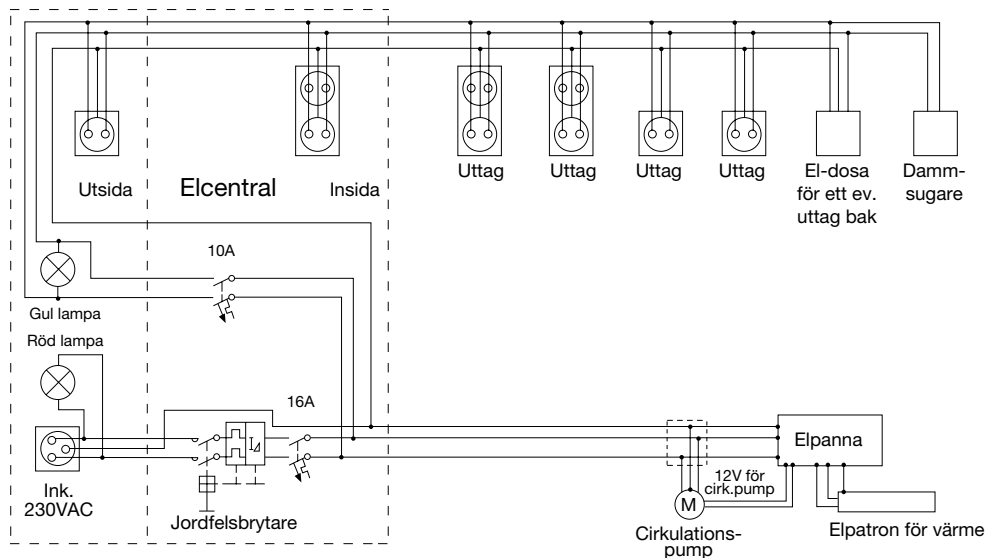 Utsida
Elcentral
Insida
Uttag
Uttag
Uttag
Uttag
El-dosa
för ett ev.
uttag bak
Damm-
sugare
10A
Gul lampa
Röd lampa
16A
Ink.
230VAC
Jordfelsbrytare
I⊿
12V för
cirk.pump
M
Cirkulations-
pump
Elpanna
Elpatron för värme